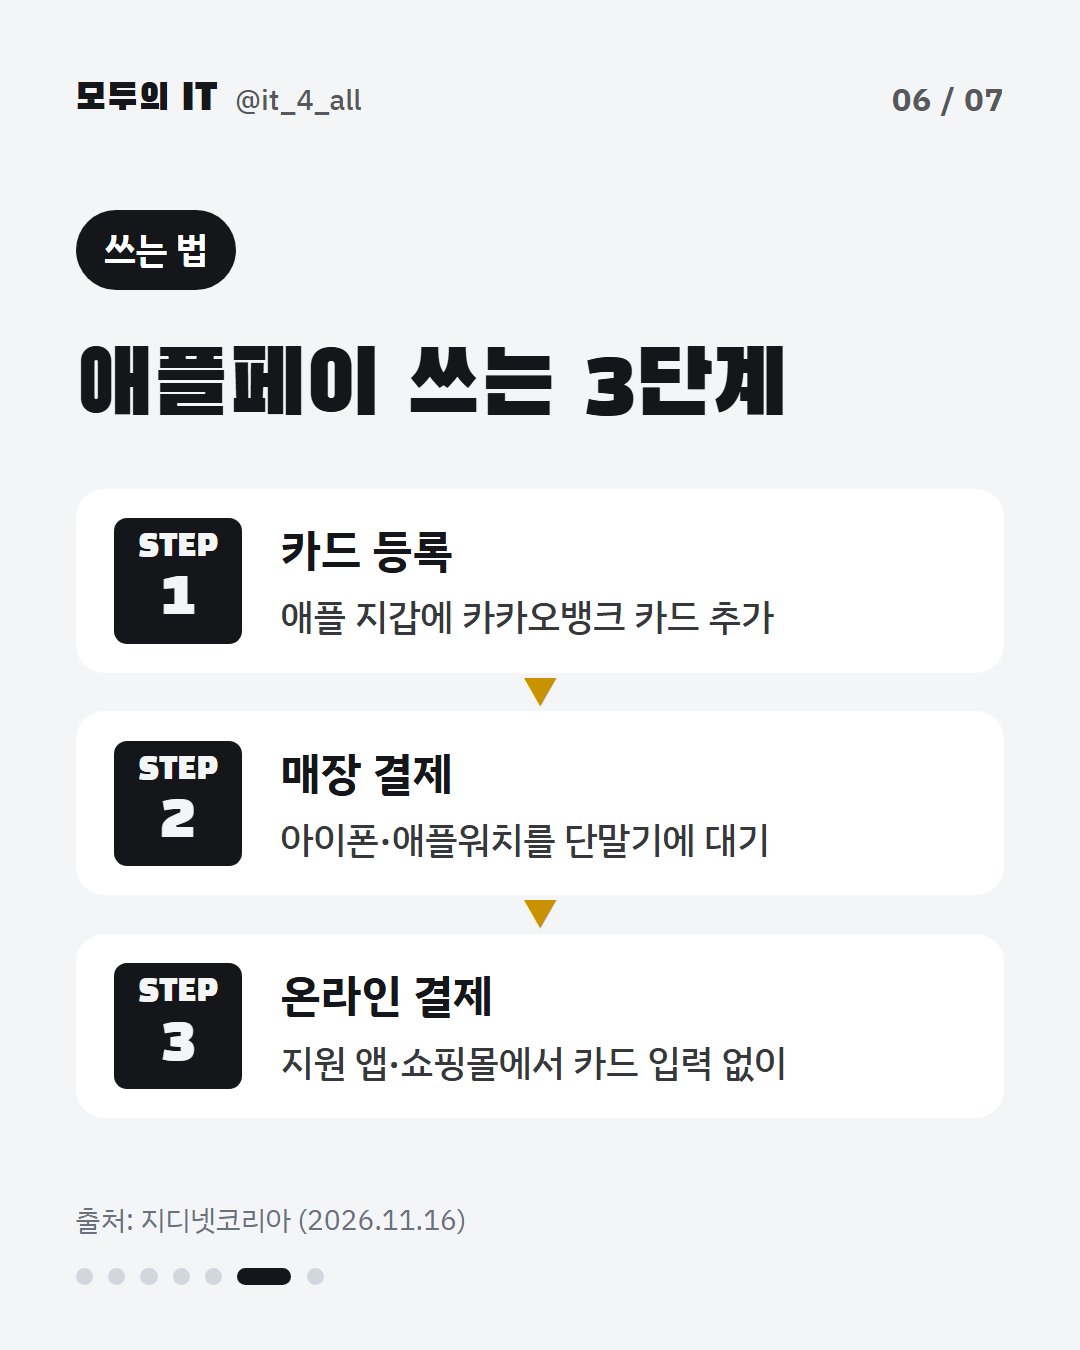 모두의 IT @it_4_all
06 / 07
쓰는 법
애플페이 쓰는 3단계
STEP
1
카드 등록
애플 지갑에 카카오뱅크 카드 추가
STEP
2
매장 결제
아이폰·애플워치를 단말기에 대기
STEP
3
온라인 결제
지원 앱·쇼핑몰에서 카드 입력 없이
출처: 지디넷코리아 (2026.11.16)